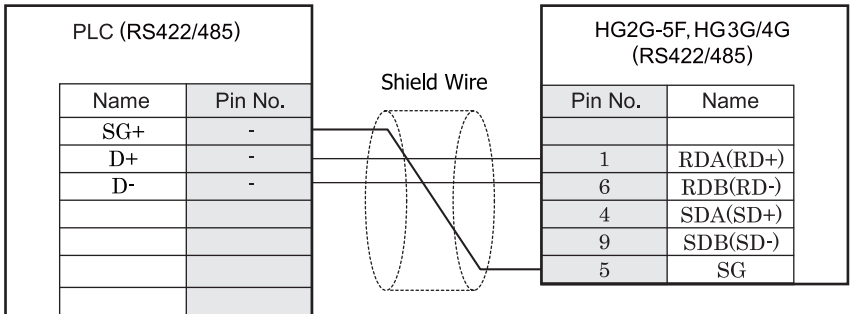 PLC (RS422/485)
HG2G-5F, HG3G/4G
(RS422/485)
Shield Wire
Name Pin No.
SG+ -
D+ -
D- -
Pin No. Name
1 RDA(RD+)
6 RDB(RD-)
4 SDA(SD+)
9 SDB(SD-)
5 SG